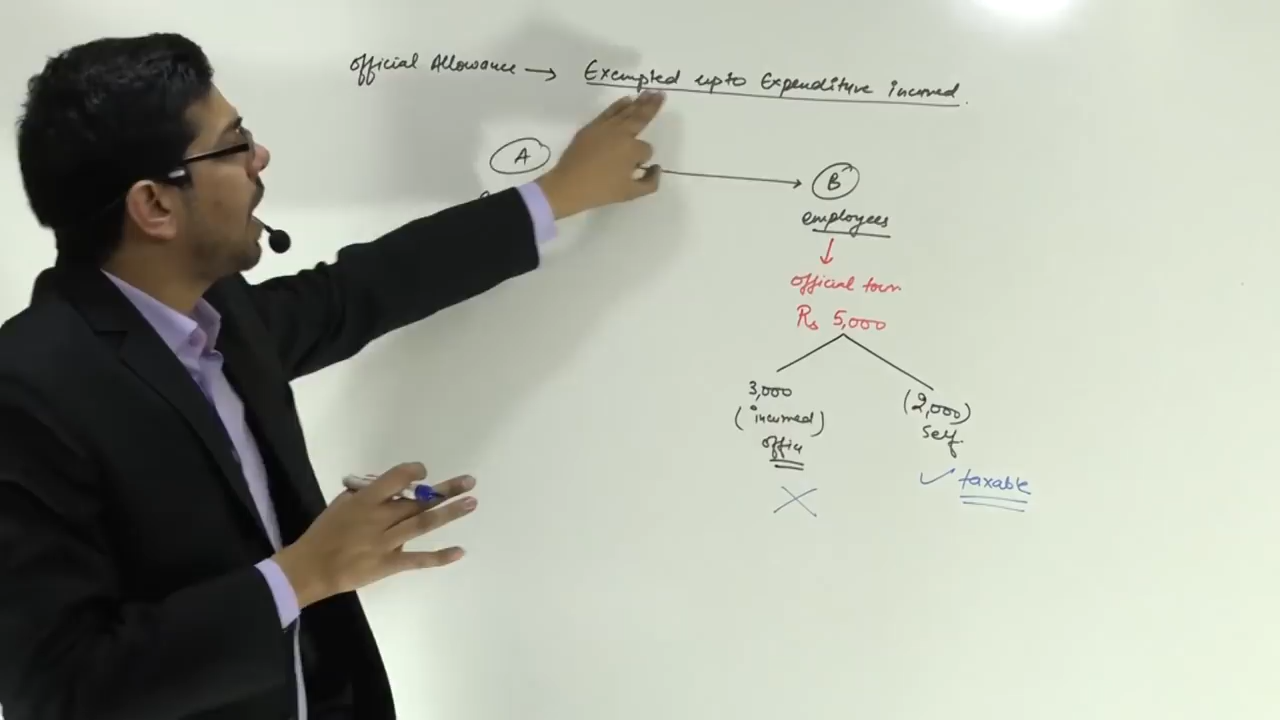 official Allowance → Exempted upto Expenditure incurred.
A → B
employees
↓
official tour
Rs 5,000
3,000 (2,000)
(incurred) self.
office
✓ taxable
X